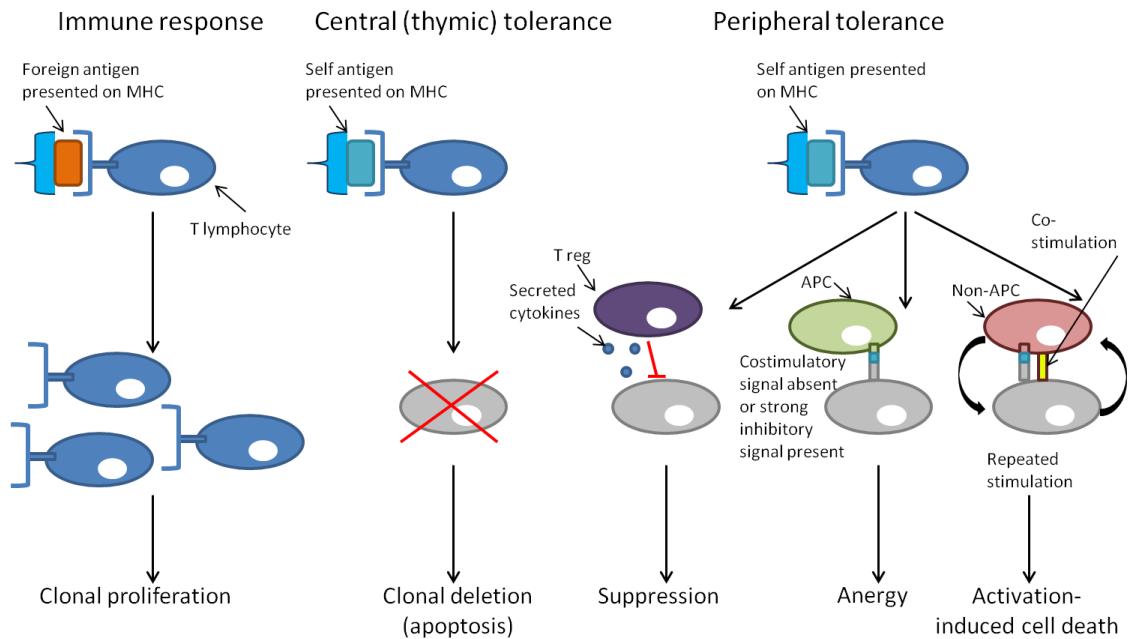 Immune response
Central (thymic) tolerance
Peripheral tolerance
Foreign antigen
presented on MHC
Self antigen
presented on MHC
Self antigen presented
on MHC
T lymphocyte
Co-
stimulation
T reg
Secreted
cytokines
APC
Non-APC
Costimulatory
signal absent
or strong
inhibitory
signal present
Repeated
stimulation
Clonal proliferation
Clonal deletion
(apoptosis)
Suppression
Anergy
Activation-
induced cell death